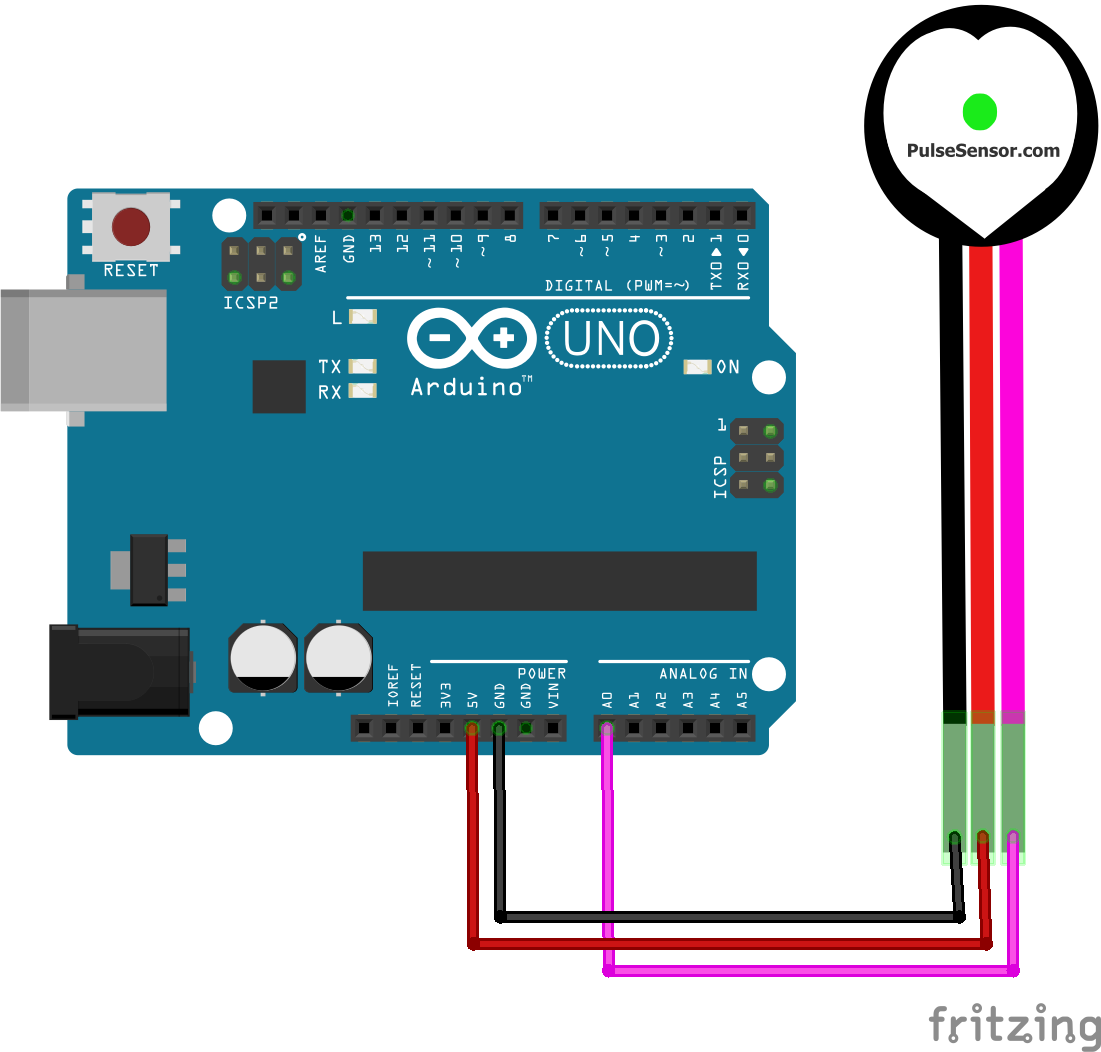 PulseSensor.com
RESET
ICSP2
AREF
GND
13
12
~11
~10
~9
8
7
~6
~5
4
~3
2
TX0▶1
RX0◀0
DIGITAL (PWM=~)
L
TX
RX
UNO
ON
Arduino™
1
ICSP
POWER
ANALOG IN
IOREF
RESET
3V3
5V
GND
GND
VIN
A0
A1
A2
A3
A4
A5
fritzing